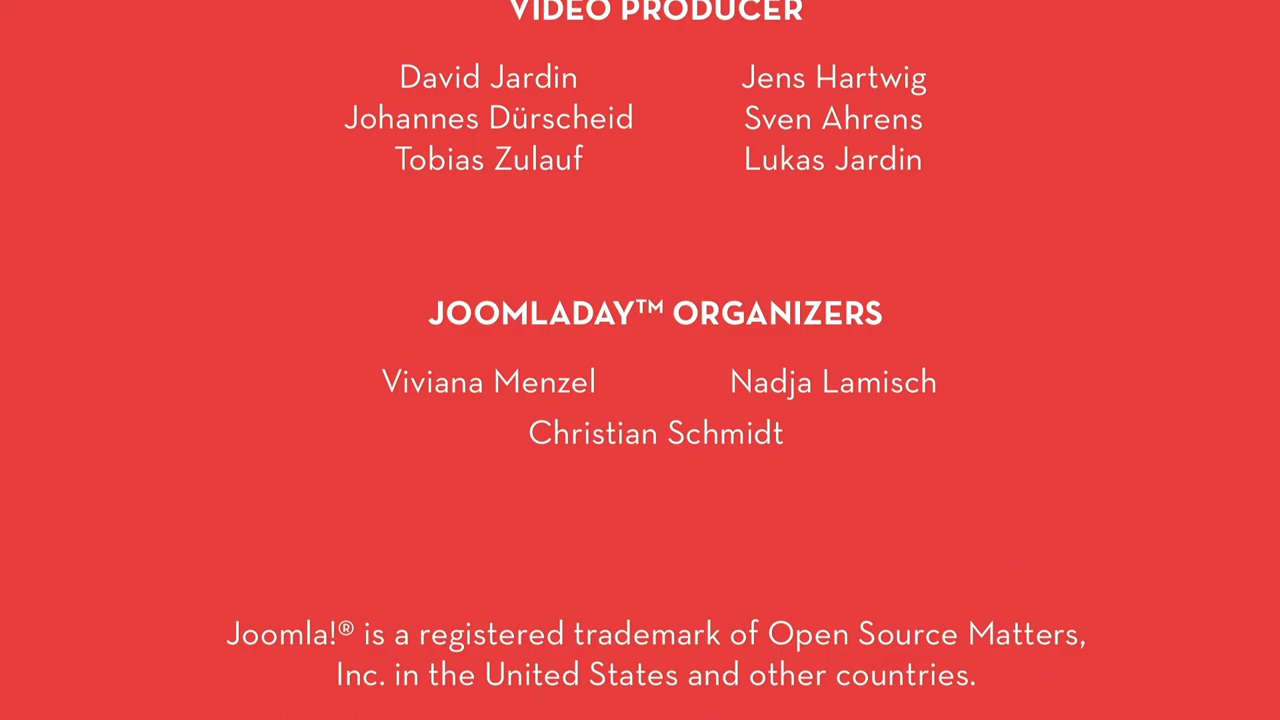 VIDEO PRODUCER
David Jardin Jens Hartwig
Johannes Dürscheid Sven Ahrens
Tobias Zulauf Lukas Jardin
JOOMLADAY™ ORGANIZERS
Viviana Menzel Nadja Lamisch
Christian Schmidt
Joomla!® is a registered trademark of Open Source Matters,
Inc. in the United States and other countries.